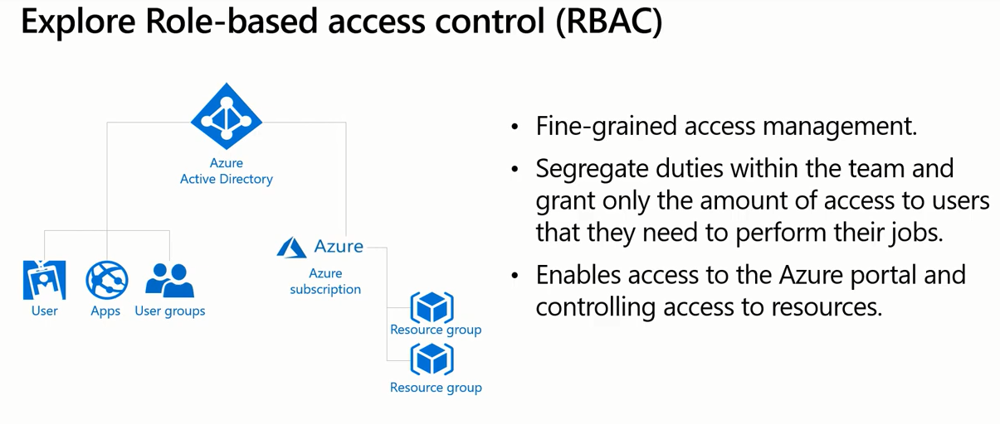 Explore Role-based access control (RBAC)
Azure
Active Directory
User
Apps
User groups
Azure
Azure
subscription
Resource group
Resource group
• Fine-grained access management.
• Segregate duties within the team and
grant only the amount of access to users
that they need to perform their jobs.
• Enables access to the Azure portal and
controlling access to resources.